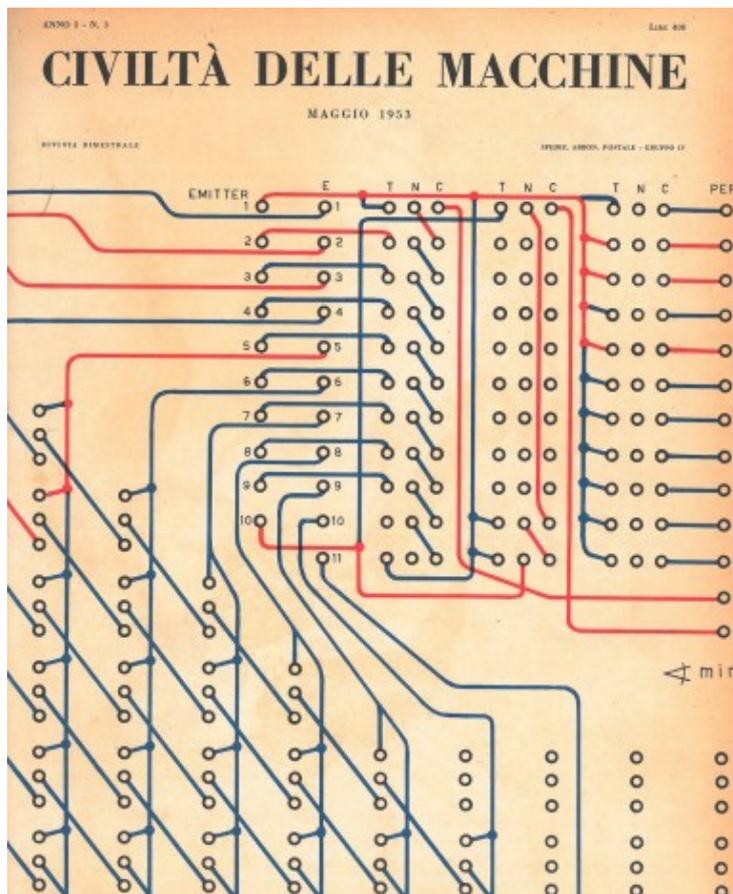 ANNO I - N. 3
LIRE 400
CIVILTÀ DELLE MACCHINE
MAGGIO 1953
RIVISTA BIMESTRALE
SPEDIZ. ABBON. POSTALE - GRUPPO IV
E T N C T N C T N C
EMITTER PER
1 1
2 2
3 3
4 4
5 5
6 6
7 7
8 8
9 9
10 10
11
min